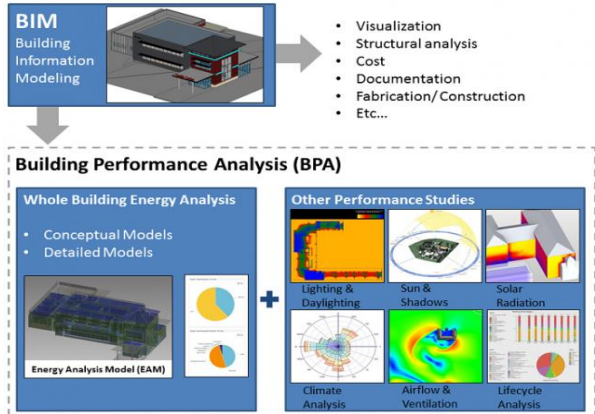 BIM
Building
Information
Modeling
• Visualization
• Structural analysis
• Cost
• Documentation
• Fabrication/ Construction
• Etc...
Building Performance Analysis (BPA)
Whole Building Energy Analysis
• Conceptual Models
• Detailed Models
Energy Analysis Model (EAM)
+
Other Performance Studies
Lighting &
Daylighting
Sun &
Shadows
Solar
Radiation
Climate
Analysis
Airflow &
Ventilation
Lifecycle
Analysis